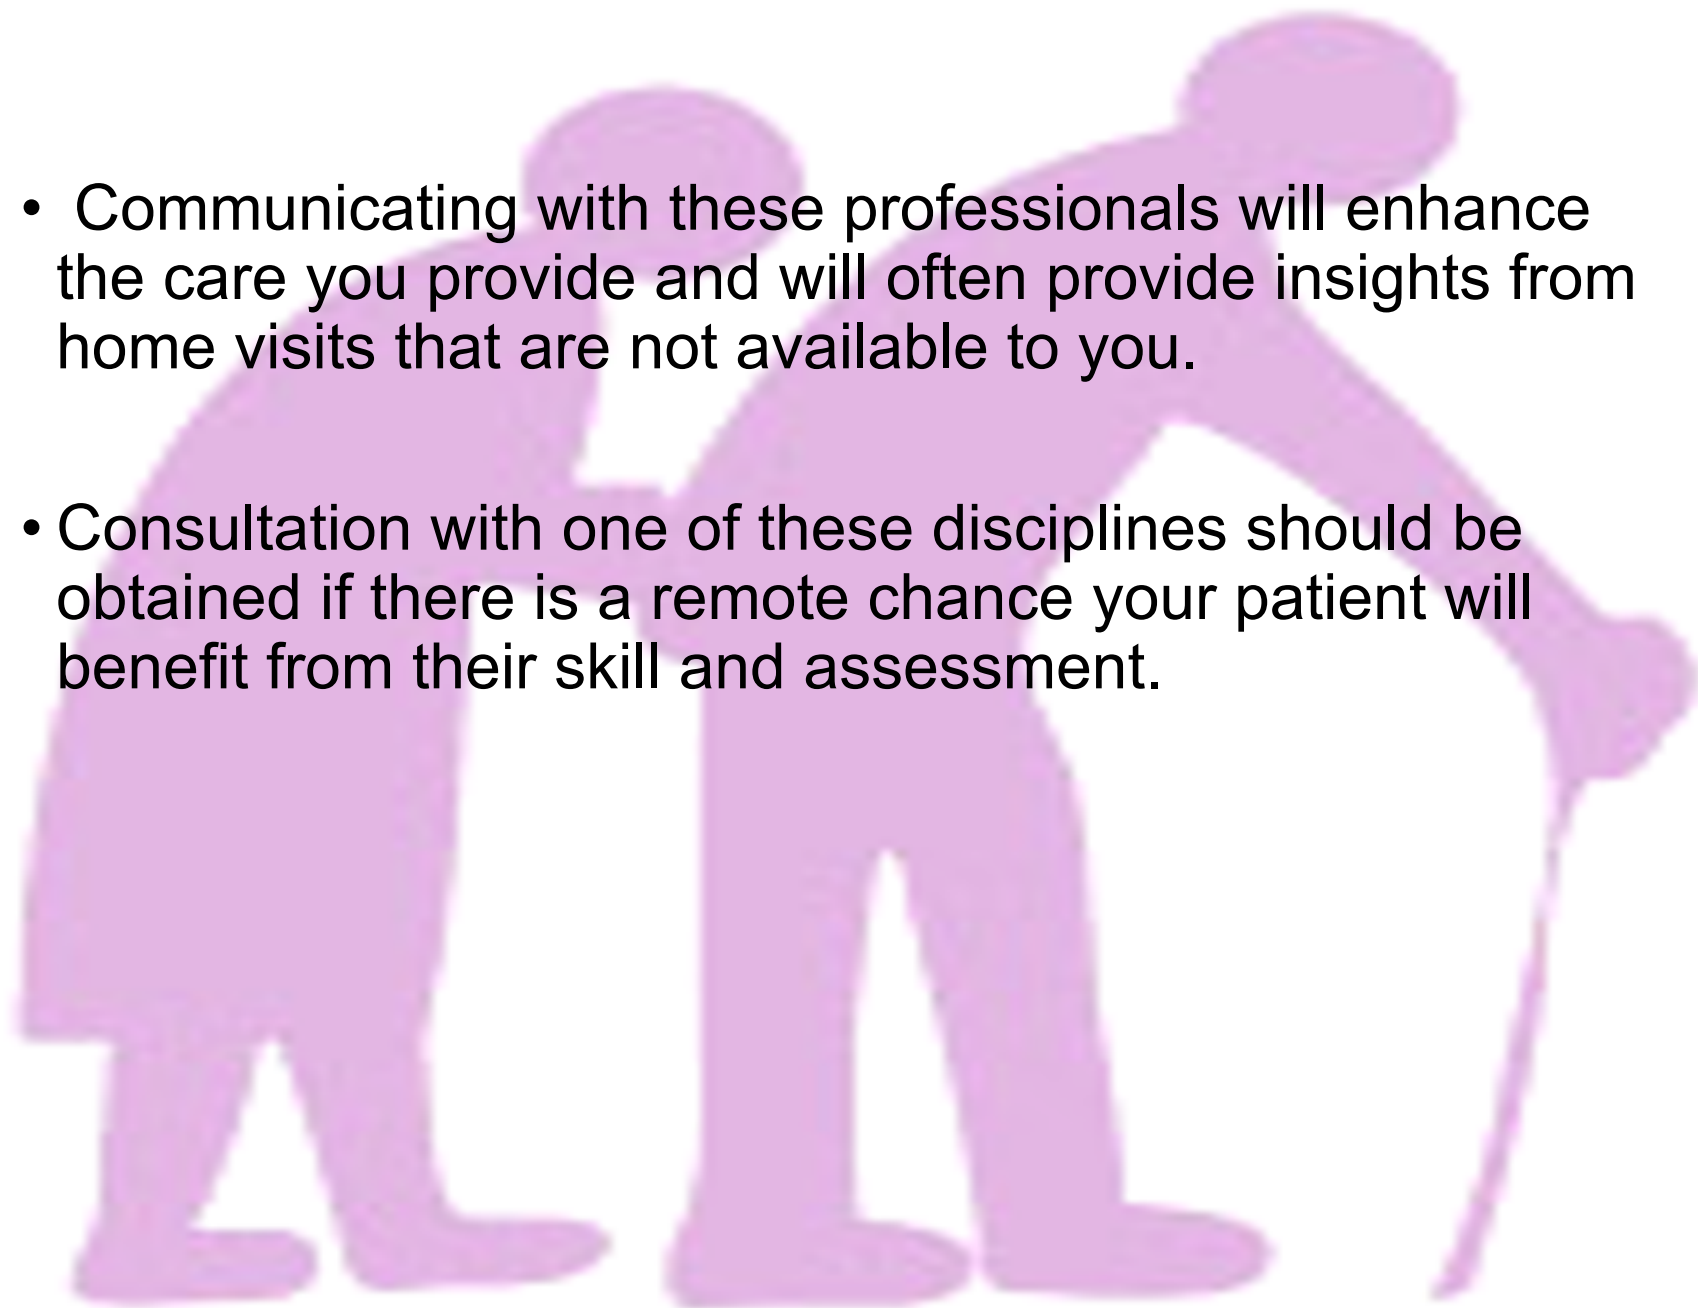 • Communicating with these professionals will enhance
the care you provide and will often provide insights from
home visits that are not available to you.
• Consultation with one of these disciplines should be
obtained if there is a remote chance your patient will
benefit from their skill and assessment.